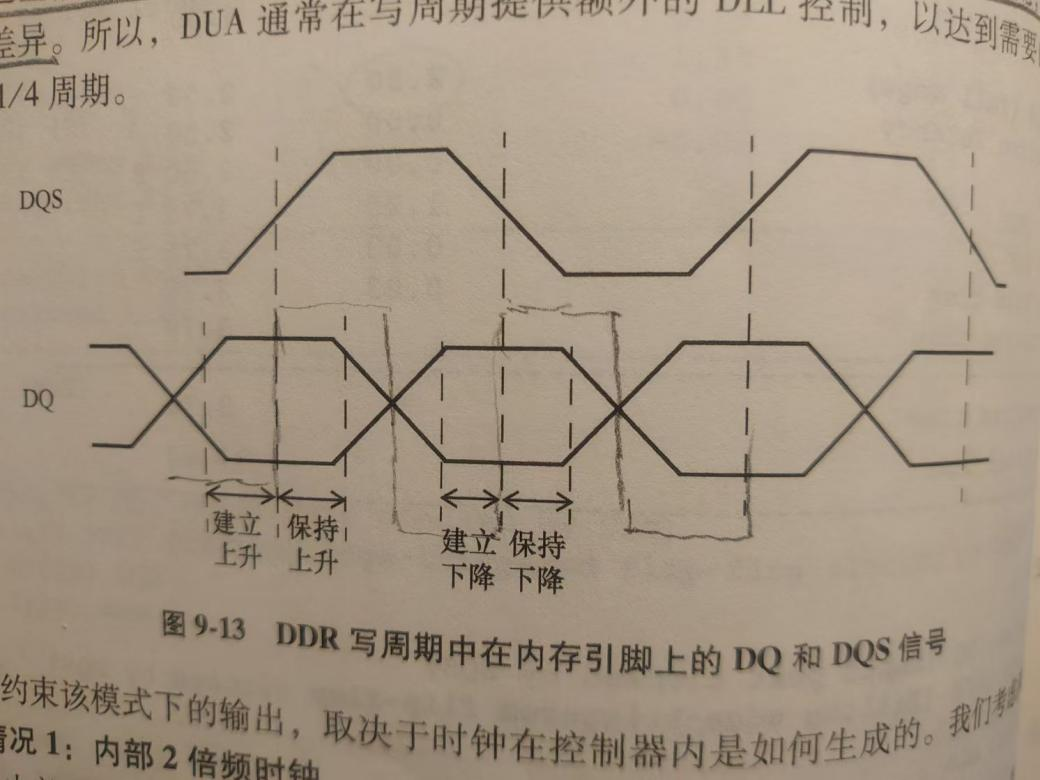 差异。所以，DUA 通常在写周期提供额外的 DLL 控制，以达到需要
1/4 周期。
DQS
DQ
建立 保持 建立 保持
上升 上升 下降 下降
图 9-13 DDR 写周期中在内存引脚上的 DQ 和 DQS 信号
约束该模式下的输出，取决于时钟在控制器内是如何生成的。我们考虑
情况 1：内部 2 倍频时钟